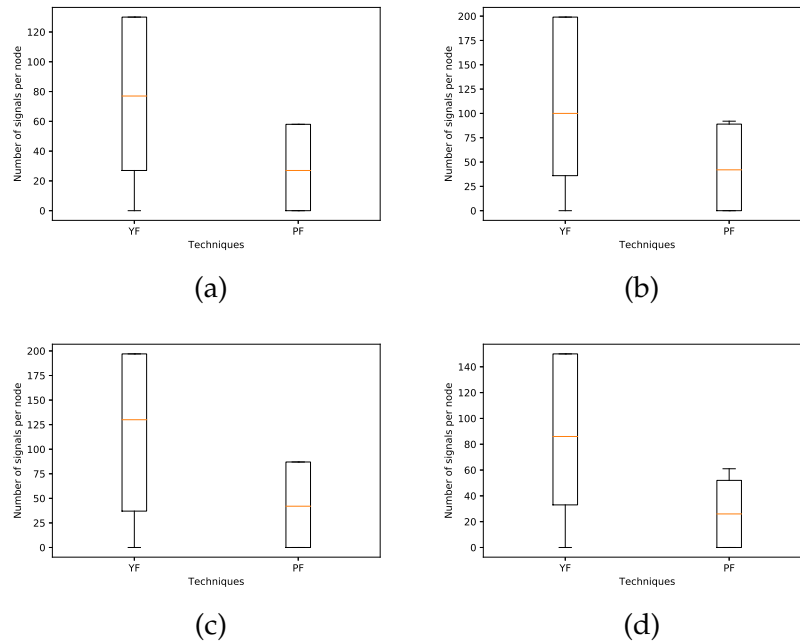 120
100
80
60
40
20
0
Number of signals per node
YF
PF
Techniques
(a)
200
175
150
125
100
75
50
25
0
Number of signals per node
YF
PF
Techniques
(b)
200
175
150
125
100
75
50
25
0
Number of signals per node
YF
PF
Techniques
(c)
140
120
100
80
60
40
20
0
Number of signals per node
YF
PF
Techniques
(d)